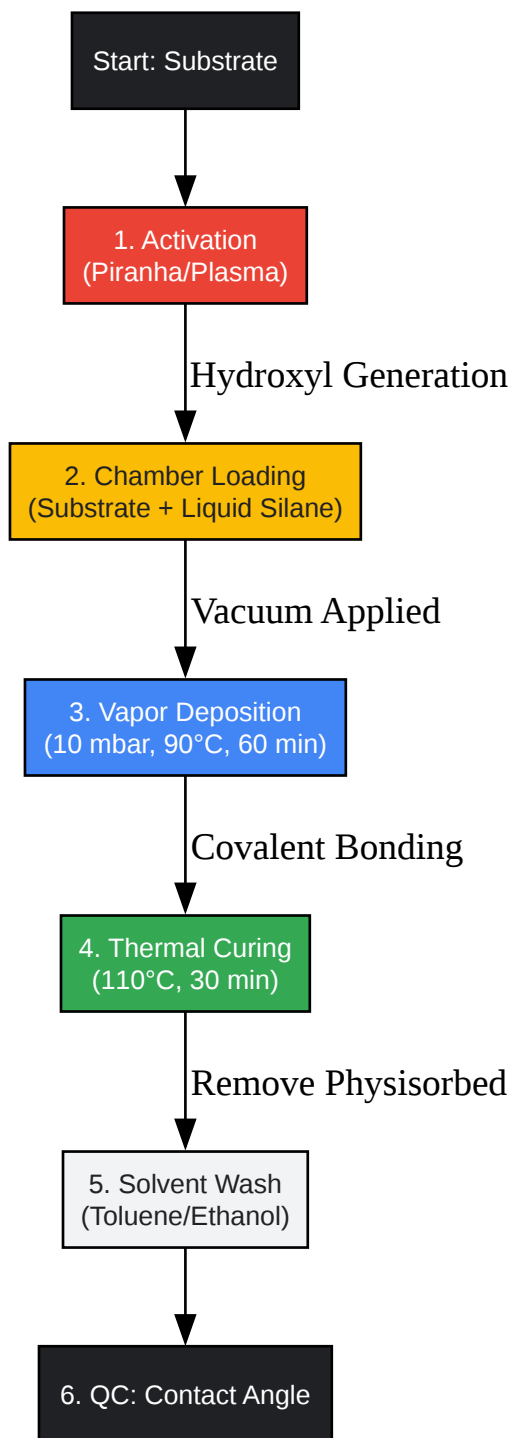 Start: Substrate
1. Activation
(Piranha/Plasma)
Hydroxyl Generation
2. Chamber Loading
(Substrate + Liquid Silane)
Vacuum Applied
3. Vapor Deposition
(10 mbar, 90°C, 60 min)
Covalent Bonding
4. Thermal Curing
(110°C, 30 min)
Remove Physisorbed
5. Solvent Wash
(Toluene/Ethanol)
6. QC: Contact Angle